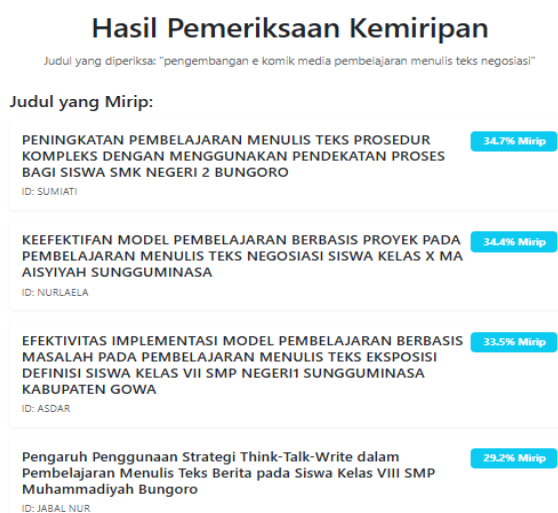 Hasil Pemeriksaan Kemiripan
Judul yang diperiksa: "pengembangan e komik media pembelajaran menulis teks negosiasi"
Judul yang Mirip:
PENINGKATAN PEMBELAJARAN MENULIS TEKS PROSEDUR
34.7% Mirip
KOMPLEKS DENGAN MENGGUNAKAN PENDEKATAN PROSES
BAGI SISWA SMK NEGERI 2 BUNGORO
ID: SUMIATI
KEEFEKTIFAN MODEL PEMBELAJARAN BERBASIS PROYEK PADA
34.4% Mirip
PEMBELAJARAN MENULIS TEKS NEGOSIASI SISWA KELAS X MA
AISYIYAH SUNGGUMINASA
ID: NURLAELA
EFEKTIVITAS IMPLEMENTASI MODEL PEMBELAJARAN BERBASIS
33.5% Mirip
MASALAH PADA PEMBELAJARAN MENULIS TEKS EKSPOSISI
DEFINISI SISWA KELAS VII SMP NEGERI1 SUNGGUMINASA
KABUPATEN GOWA
ID: ASDAR
Pengaruh Penggunaan Strategi Think-Talk-Write dalam
29.2% Mirip
Pembelajaran Menulis Teks Berita pada Siswa Kelas VIII SMP
Muhammadiyah Bungoro
ID: JABAL NUR